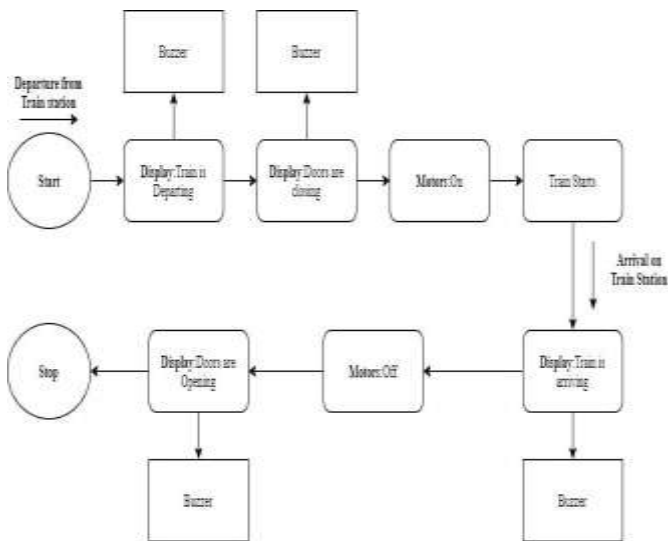 Buzzer
Buzzer
Departure from
Train station
Start
Display:Train is
Departing
Display:Doors are
closing
Motors:On
Train Starts
Arrival on
Train Station
Stop
Display:Doors are
Opening
Motors:Off
Display:Train is
arriving
Buzzer
Buzzer